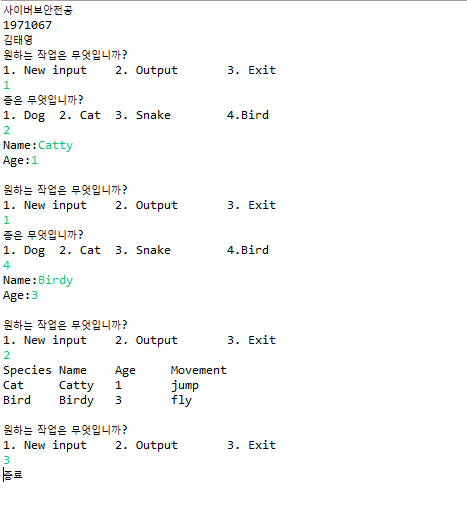 사이버보안전공
1971067
김태영
원하는 작업은 무엇입니까?
1. New input 2. Output 3. Exit
1
종은 무엇입니까?
1. Dog 2. Cat 3. Snake 4.Bird
2
Name:Catty
Age:1
원하는 작업은 무엇입니까?
1. New input 2. Output 3. Exit
1
종은 무엇입니까?
1. Dog 2. Cat 3. Snake 4.Bird
4
Name:Birdy
Age:3
원하는 작업은 무엇입니까?
1. New input 2. Output 3. Exit
2
Species Name Age Movement
Cat Catty 1 jump
Bird Birdy 3 fly
원하는 작업은 무엇입니까?
1. New input 2. Output 3. Exit
3
종료